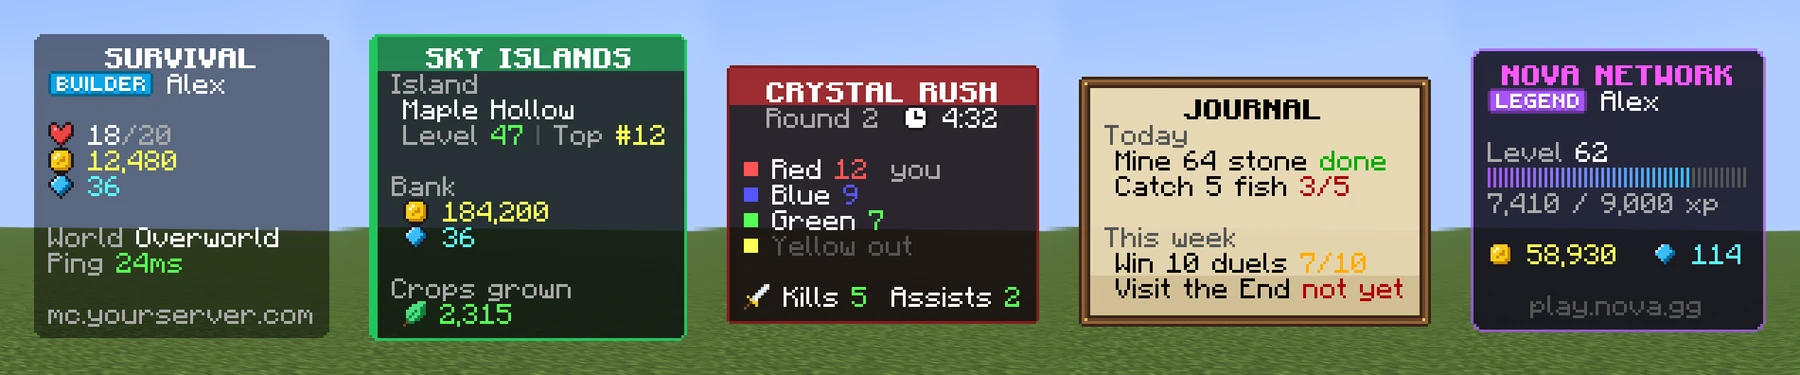 SURVIVAL
BUILDER Alex
18/20
12,480
36
World Overworld
Ping 24ms
mc.yourserver.com
SKY ISLANDS
Island
Maple Hollow
Level 47 | Top #12
Bank
184,200
36
Crops grown
2,315
CRYSTAL RUSH
Round 2 4:32
Red 12 you
Blue 9
Green 7
Yellow out
Kills 5 Assists 2
JOURNAL
Today
Mine 64 stone done
Catch 5 fish 3/5
This week
Win 10 duels 7/10
Visit the End not yet
NOVA NETWORK
LEGEND Alex
Level 62
7,410 / 9,000 xp
58,930 114
play.nova.gg